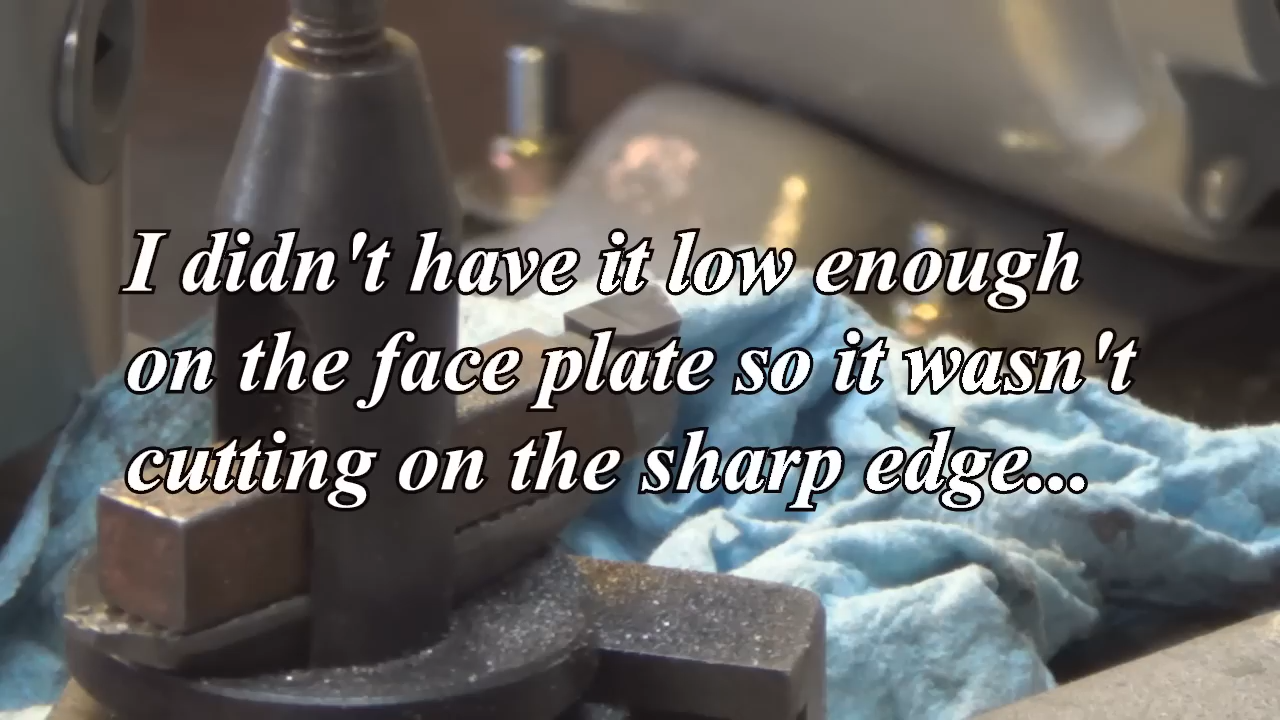 I didn't have it low enough
on the face plate so it wasn't
cutting on the sharp edge...